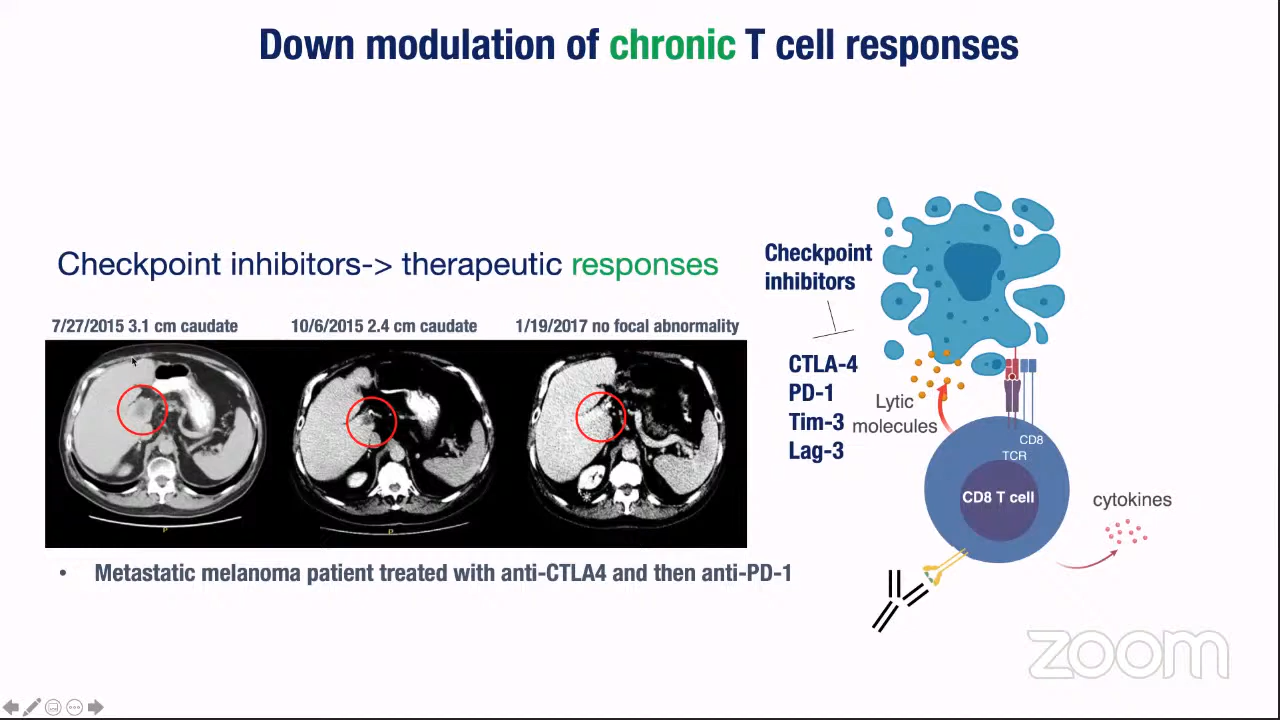 Down modulation of chronic T cell responses
Checkpoint inhibitors-> therapeutic responses
7/27/2015 3.1 cm caudate
10/6/2015 2.4 cm caudate
1/19/2017 no focal abnormality
P
P
*
• Metastatic melanoma patient treated with anti-CTLA4 and then anti-PD-1
Checkpoint
inhibitors
CTLA-4
PD-1
Tim-3
Lag-3
Lytic
molecules
CD8
TCR
CD8 T cell
cytokines
zoom